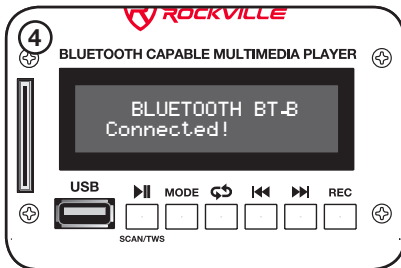 ROCKVILLE
4
BLUETOOTH CAPABLE MULTIMEDIA PLAYER
BLUETOOTH BT-B
Connected!
USB MODE REC
SCAN/TWS